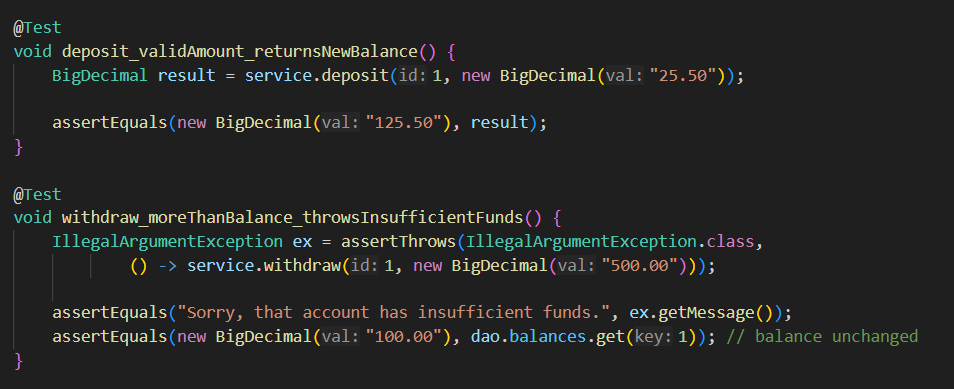 @Test
void deposit_validAmount_returnsNewBalance() {
BigDecimal result = service.deposit(id: 1, new BigDecimal(val: "25.50"));
assertEquals(new BigDecimal(val: "125.50"), result);
}
@Test
void withdraw_moreThanBalance_throwsInsufficientFunds() {
IllegalArgumentException ex = assertThrows(IllegalArgumentException.class,
() -> service.withdraw(id: 1, new BigDecimal(val: "500.00")));
assertEquals("Sorry, that account has insufficient funds.", ex.getMessage());
assertEquals(new BigDecimal(val: "100.00"), dao.balances.get(key: 1)); // balance unchanged
}